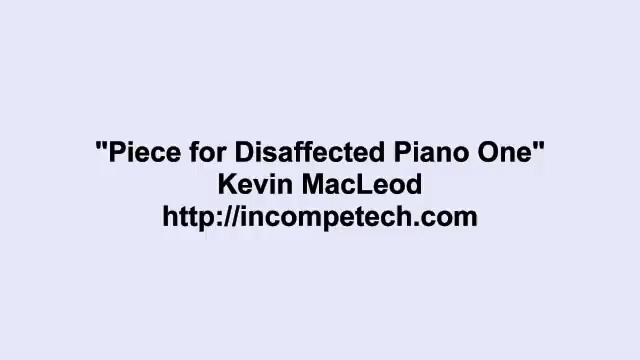 "Piece for Disaffected Piano One"
Kevin MacLeod
http://incompetech.com